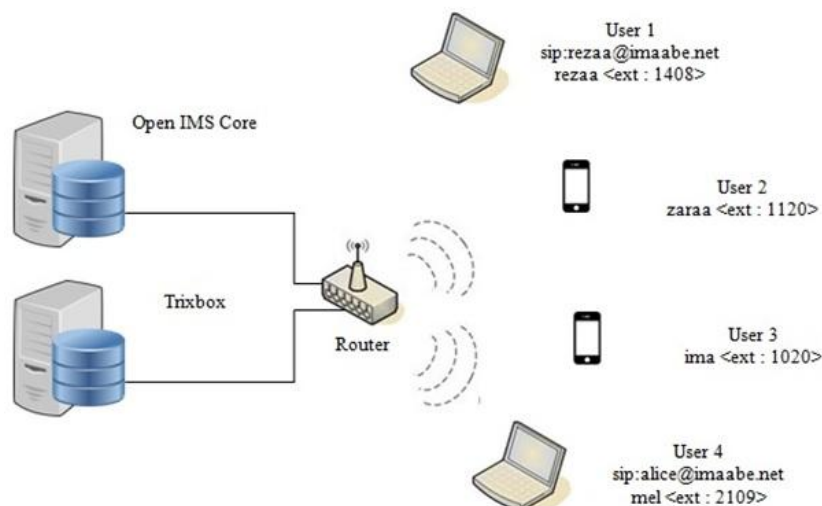 User 1
sip:rezaa@imaabe.net
rezaa <ext : 1408>
Open IMS Core
User 2
zaraa <ext : 1120>
Trixbox
Router
User 3
ima <ext : 1020>
User 4
sip:alice@imaabe.net
mel <ext : 2109>